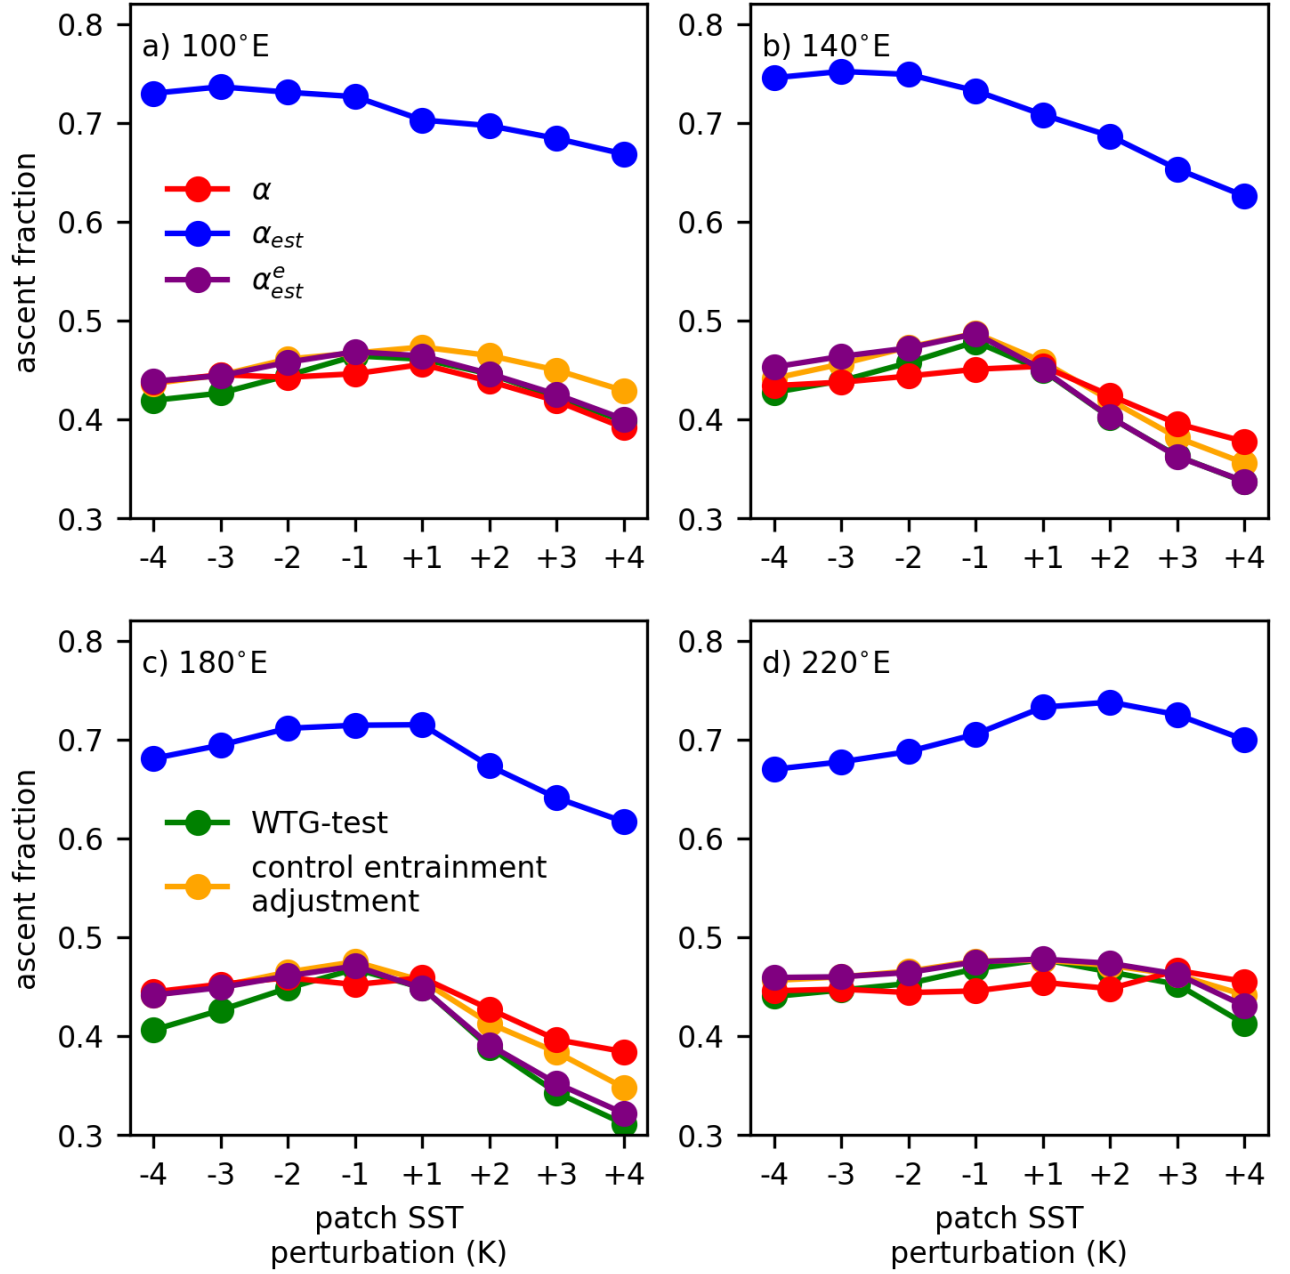 a) 100°E
0.8
0.7
0.6
0.5
0.4
0.3
ascent fraction
α
α_est
α^e_est
-4 -3 -2 -1 +1 +2 +3 +4
b) 140°E
0.8
0.7
0.6
0.5
0.4
0.3
-4 -3 -2 -1 +1 +2 +3 +4
c) 180°E
0.8
0.7
0.6
0.5
0.4
0.3
ascent fraction
WTG-test
control entrainment
adjustment
-4 -3 -2 -1 +1 +2 +3 +4
patch SST
perturbation (K)
d) 220°E
0.8
0.7
0.6
0.5
0.4
0.3
-4 -3 -2 -1 +1 +2 +3 +4
patch SST
perturbation (K)